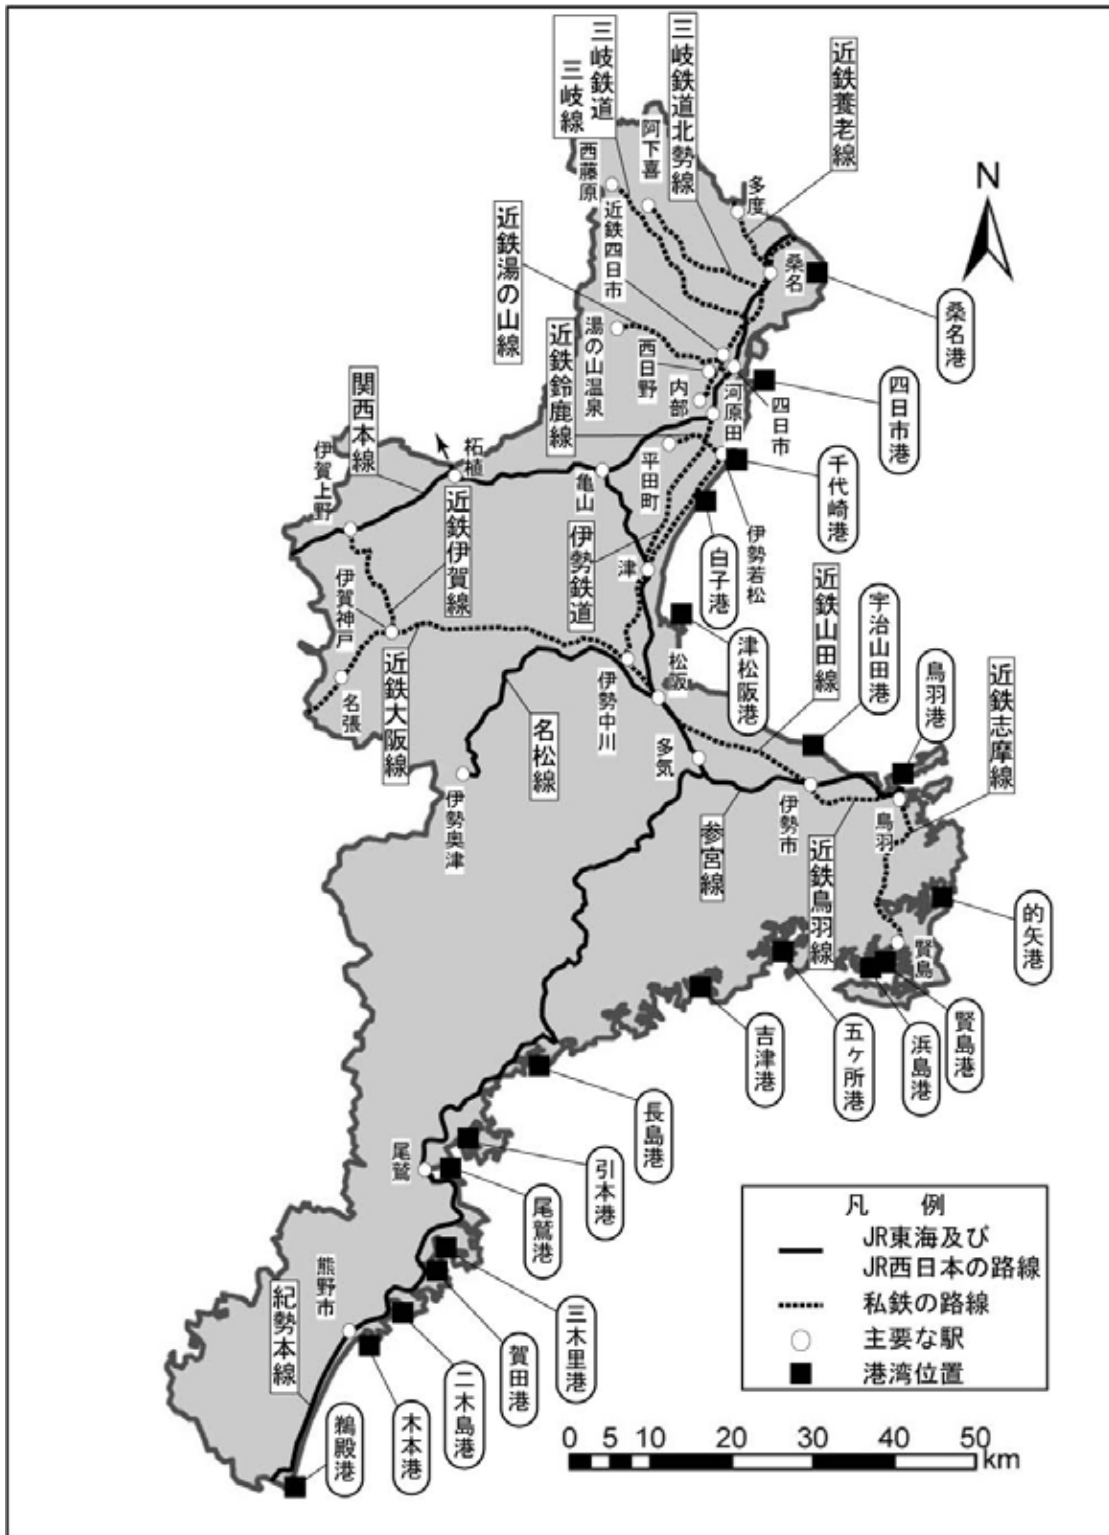 三岐鉄道
三岐線
三岐鉄道北勢線
近鉄養老線
阿下喜
西藤原
多度
N
近鉄四日市
近鉄湯の山線
桑名
桑名港
湯の山温泉
西日野
近鉄鈴鹿線
内部
河原田
四日市
四日市港
関西本線
伊賀上野
柘植
亀山
平田町
千代崎港
近鉄伊賀線
伊勢鉄道
津
白子港
伊勢若松
伊賀神戸
近鉄山田線
宇治山田港
名張
近鉄大阪線
伊勢中川
松阪
津松阪港
鳥羽港
近鉄志摩線
名松線
多気
伊勢奥津
参宮線
伊勢市
近鉄鳥羽線
鳥羽
的矢港
賢島
吉津港
五ヶ所港
浜島港
賢島港
長島港
尾鷲
引本港
尾鷲港
熊野市
紀勢本線
三木里港
賀田港
二木島港
木本港
鵜殿港
凡 例
JR東海及び
JR西日本の路線
私鉄の路線
主要な駅
港湾位置
0 5 10 20 30 40 50
km